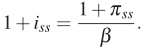 1 + i_{ss} = \frac{1 + \pi_{ss}}{\beta}.